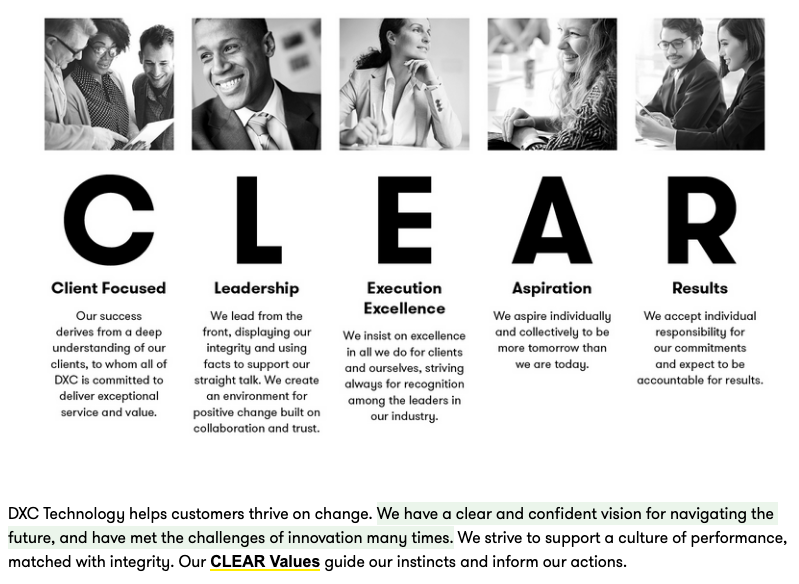 C L E A R
Client Focused
Our success
derives from a deep
understanding of our
clients, to whom all of
DXC is committed to
deliver exceptional
service and value.
Leadership
We lead from the
front, displaying our
integrity and using
facts to support our
straight talk. We create
an environment for
positive change built on
collaboration and trust.
Execution
Excellence
We insist on excellence
in all we do for clients
and ourselves, striving
always for recognition
among the leaders in
our industry.
Aspiration
We aspire individually
and collectively to be
more tomorrow than
we are today.
Results
We accept individual
responsibility for
our commitments
and expect to be
accountable for results.
DXC Technology helps customers thrive on change. We have a clear and confident vision for navigating the
future, and have met the challenges of innovation many times. We strive to support a culture of performance,
matched with integrity. Our CLEAR Values guide our instincts and inform our actions.